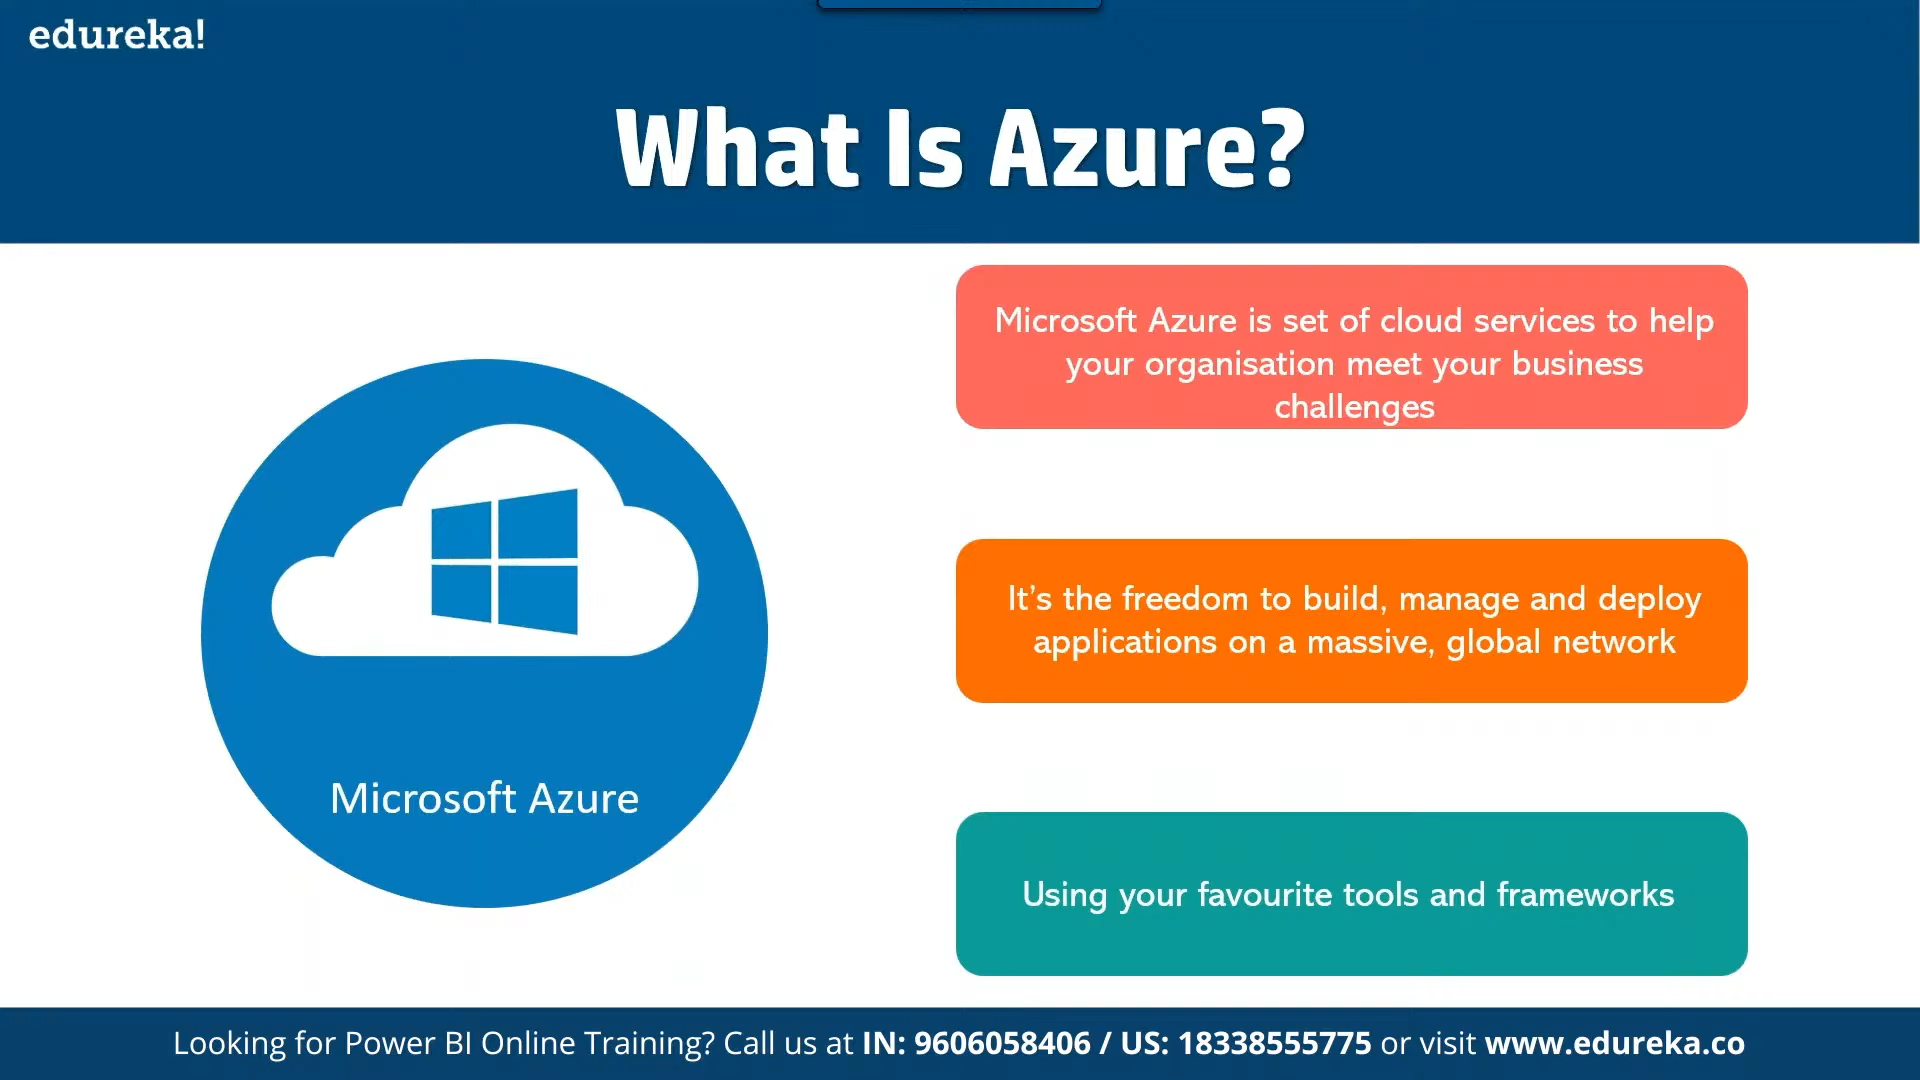 edureka!
What Is Azure?
Microsoft Azure is set of cloud services to help
your organisation meet your business
challenges
It's the freedom to build, manage and deploy
applications on a massive, global network
Using your favourite tools and frameworks
Microsoft Azure
Looking for Power BI Online Training? Call us at IN: 9606058406 / US: 18338555775 or visit www.edureka.co